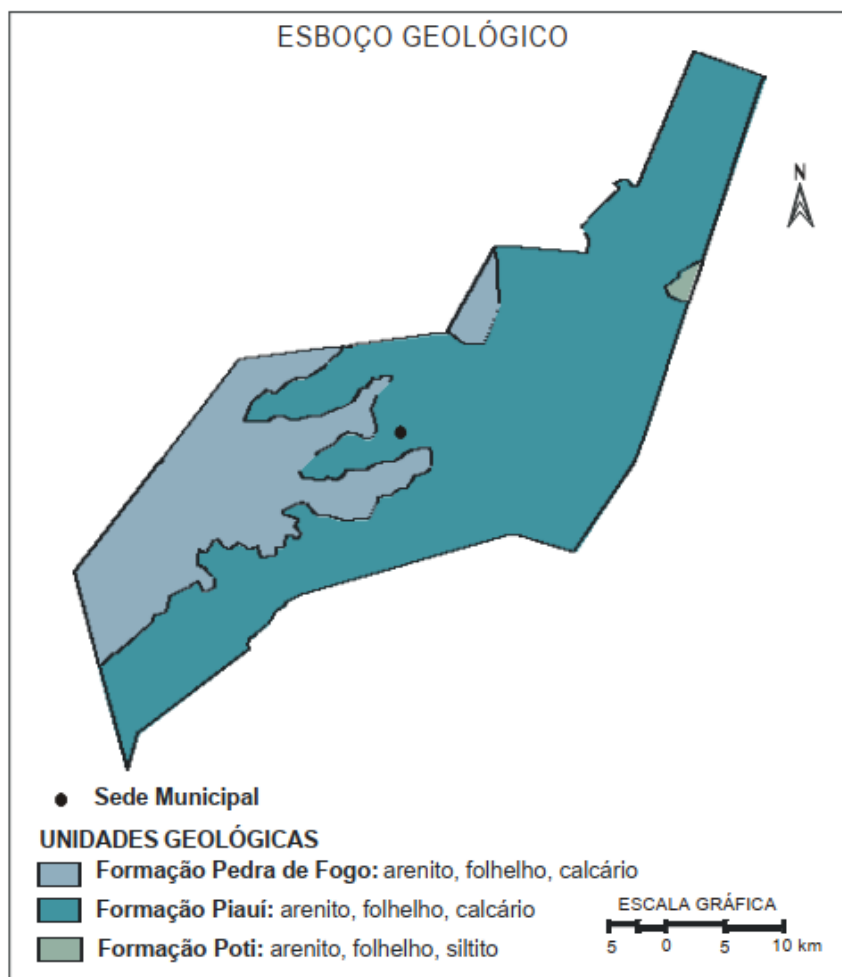 ESBOÇO GEOLÓGICO
N
Sede Municipal
UNIDADES GEOLÓGICAS
Formação Pedra de Fogo: arenito, folhelho, calcário
Formação Piauí: arenito, folhelho, calcário
Formação Poti: arenito, folhelho, siltito
ESCALA GRÁFICA
5 0 5 10 km